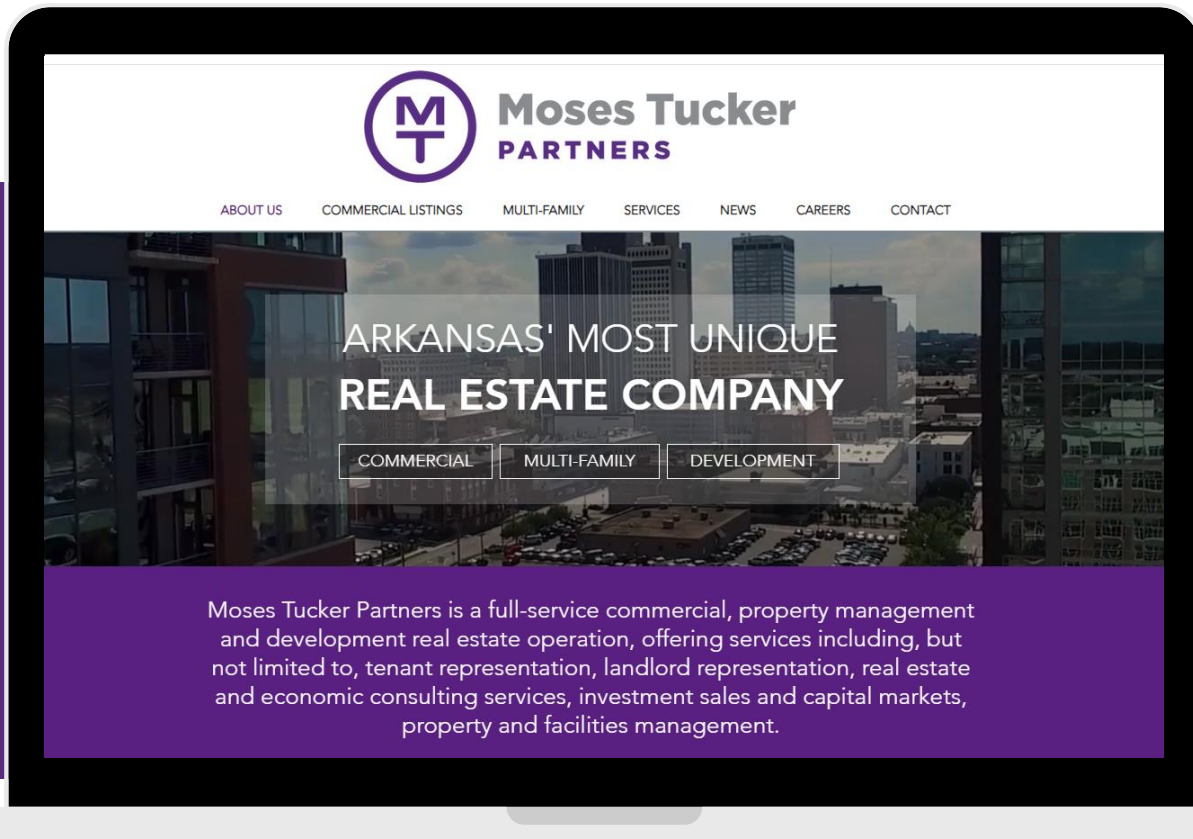 MT
Moses Tucker
PARTNERS
ABOUT US COMMERCIAL LISTINGS MULTI-FAMILY SERVICES NEWS CAREERS CONTACT
ARKANSAS' MOST UNIQUE
REAL ESTATE COMPANY
COMMERCIAL MULTI-FAMILY DEVELOPMENT
Moses Tucker Partners is a full-service commercial, property management
and development real estate operation, offering services including, but
not limited to, tenant representation, landlord representation, real estate
and economic consulting services, investment sales and capital markets,
property and facilities management.